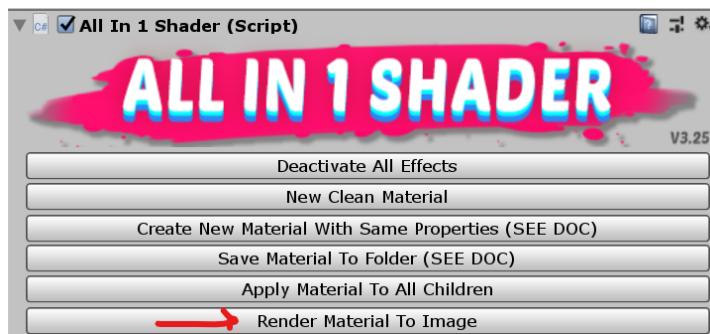 C#
All In 1 Shader (Script)
ALL IN 1 SHADER
V3.25
Deactivate All Effects
New Clean Material
Create New Material With Same Properties (SEE DOC)
Save Material To Folder (SEE DOC)
Apply Material To All Children
Render Material To Image